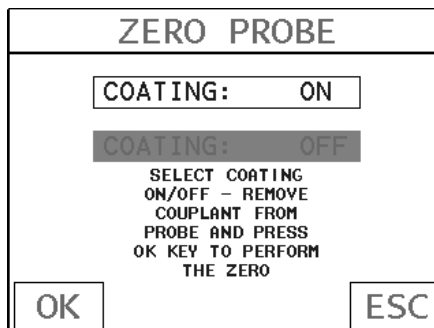 ZERO PROBE
COATING: ON
COATING: OFF
SELECT COATING
ON/OFF - REMOVE
COUPLANT FROM
PROBE AND PRESS
OK KEY TO PERFORM
THE ZERO
OK ESC